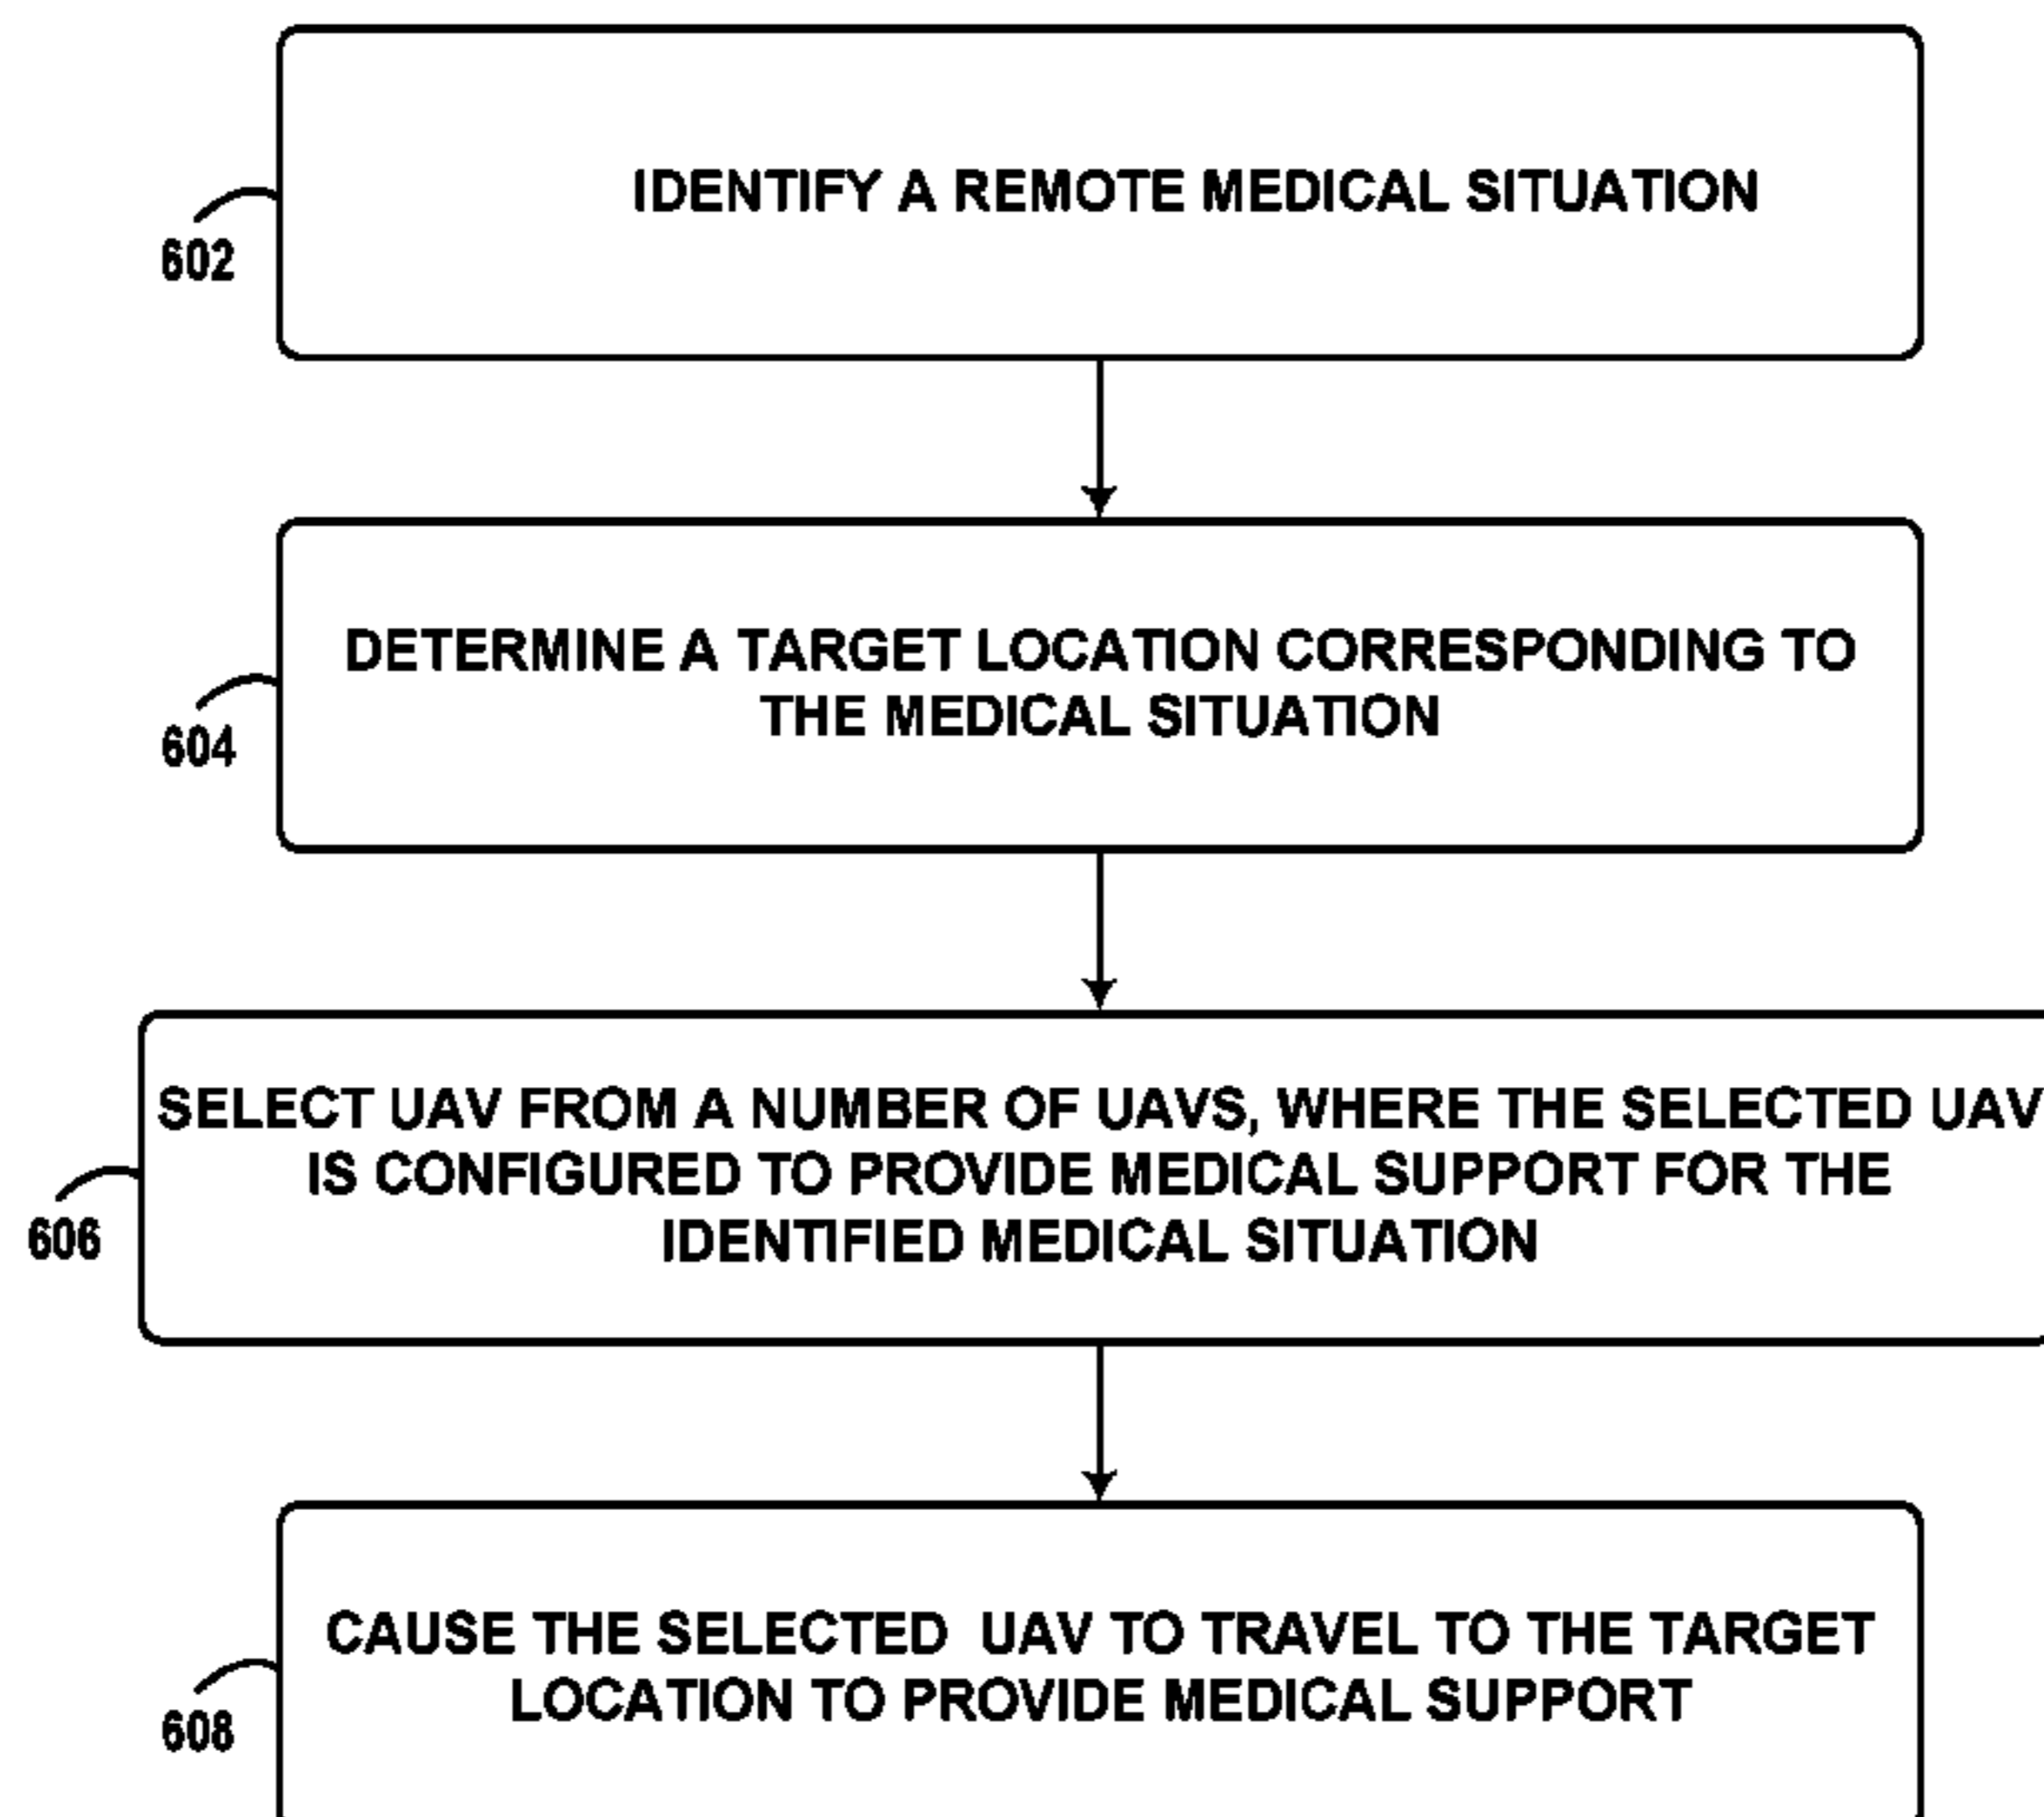 IDENTIFY A REMOTE MEDICAL SITUATION
602
DETERMINE A TARGET LOCATION CORRESPONDING TO
THE MEDICAL SITUATION
604
SELECT UAV FROM A NUMBER OF UAVS, WHERE THE SELECTED UAV
IS CONFIGURED TO PROVIDE MEDICAL SUPPORT FOR THE
IDENTIFIED MEDICAL SITUATION
606
CAUSE THE SELECTED UAV TO TRAVEL TO THE TARGET
LOCATION TO PROVIDE MEDICAL SUPPORT
608